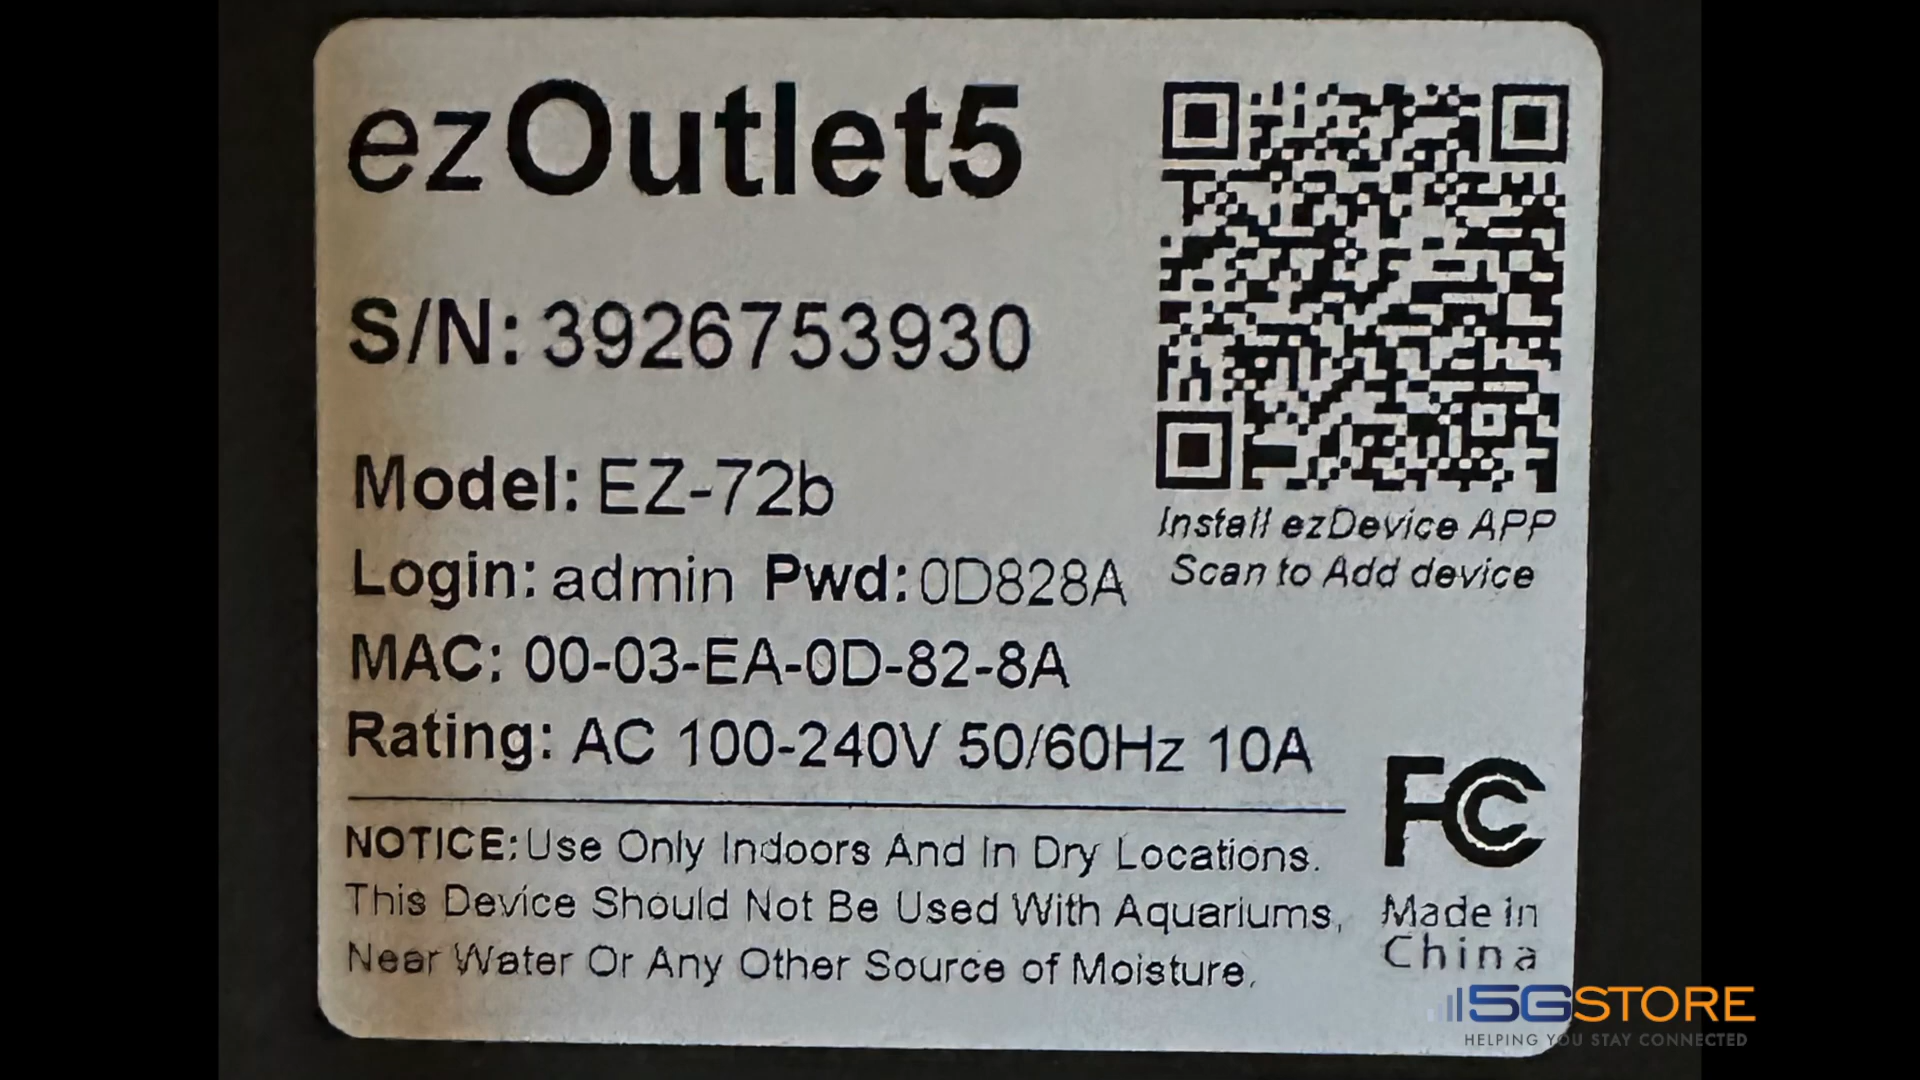 ezOutlet5
S/N: 3926753930
Model: EZ-72b
Login: admin Pwd: 0D828A
MAC: 00-03-EA-0D-82-8A
Rating: AC 100-240V 50/60Hz 10A
Install ezDevice APP
Scan to Add device
NOTICE: Use Only Indoors And In Dry Locations.
This Device Should Not Be Used With Aquariums,
Near Water Or Any Other Source of Moisture.
FC
Made in
China
5GSTORE
HELPING YOU STAY CONNECTED